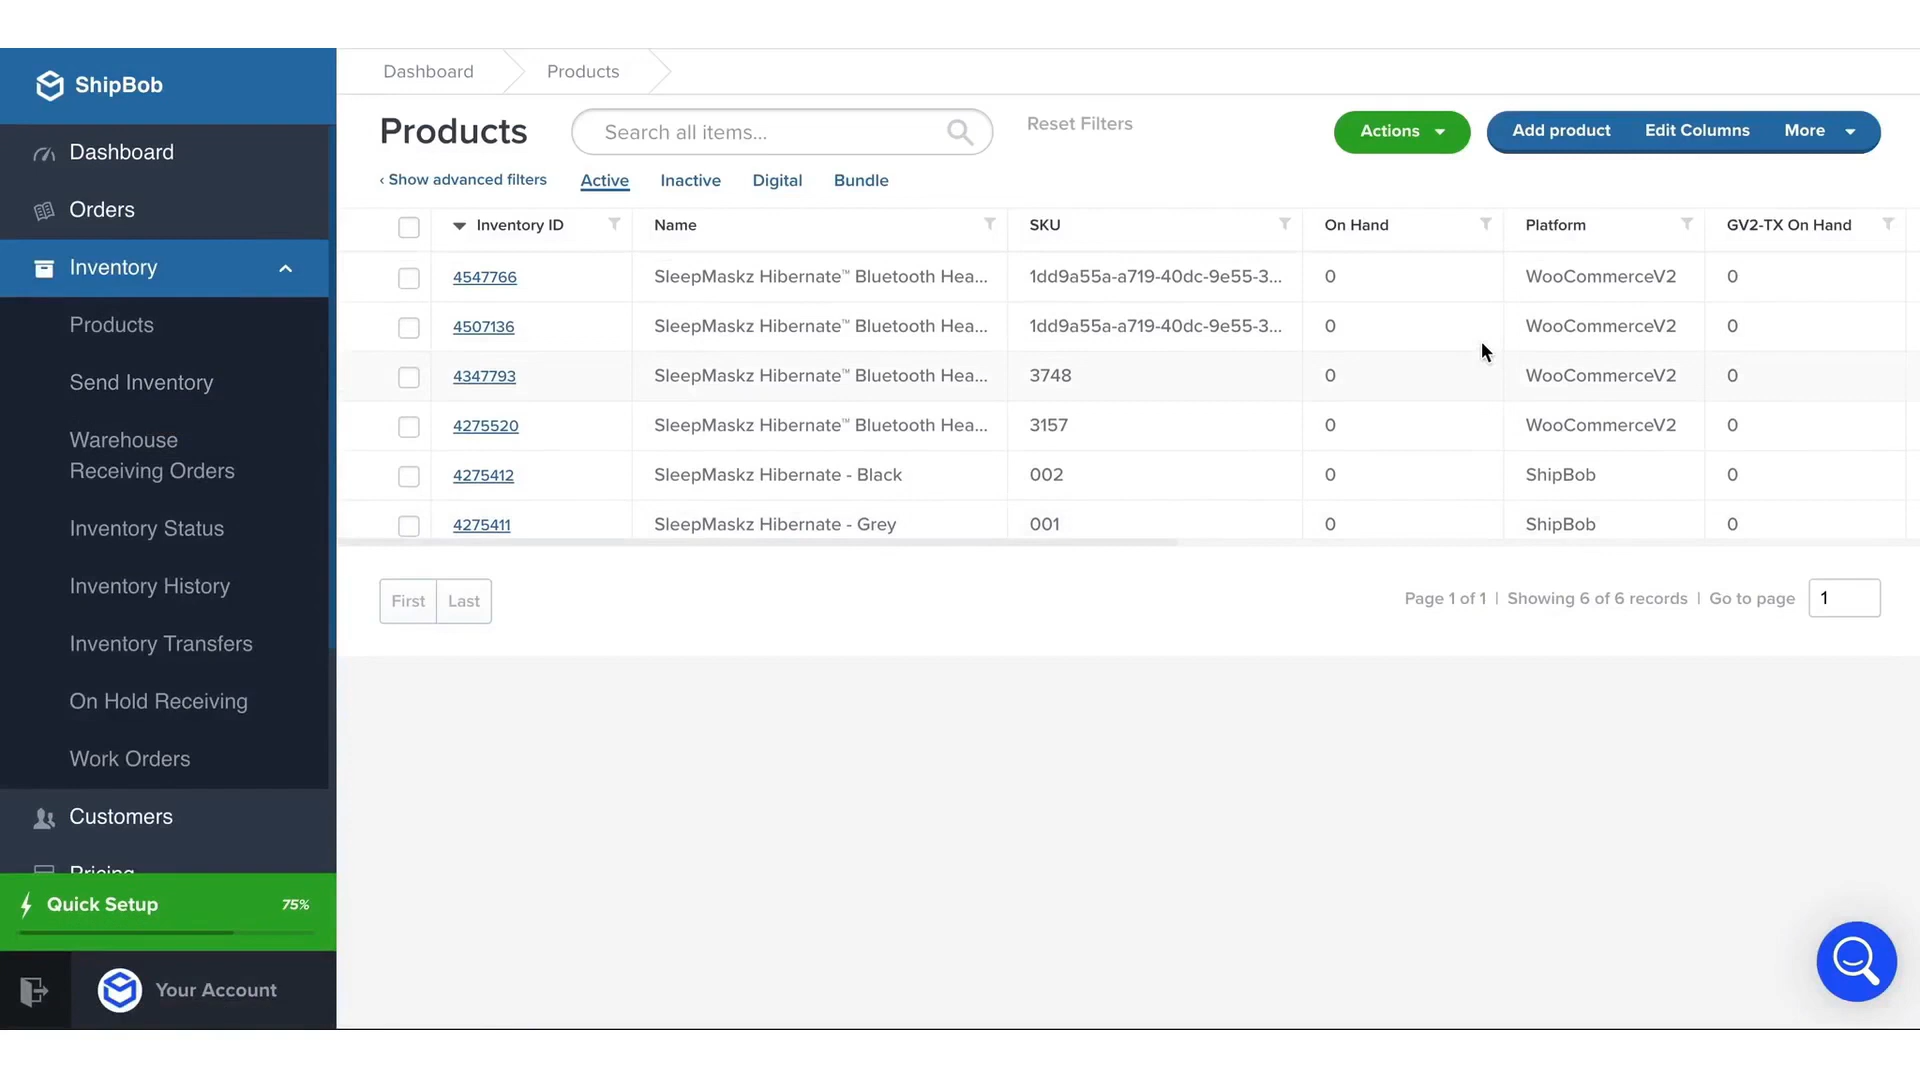 ShipBob
Dashboard
Orders
Inventory
Products
Send Inventory
Warehouse
Receiving Orders
Inventory Status
Inventory History
Inventory Transfers
On Hold Receiving
Work Orders
Customers
Pricing
Quick Setup 75%
Your Account
Dashboard Products
Products Search all items... Reset Filters Actions Add product Edit Columns More
‹ Show advanced filters Active Inactive Digital Bundle
Inventory ID Name SKU On Hand Platform GV2-TX On Hand
4547766 SleepMaskz Hibernate™ Bluetooth Hea... 1dd9a55a-a719-40dc-9e55-3... 0 WooCommerceV2 0
4507136 SleepMaskz Hibernate™ Bluetooth Hea... 1dd9a55a-a719-40dc-9e55-3... 0 WooCommerceV2 0
4347793 SleepMaskz Hibernate™ Bluetooth Hea... 3748 0 WooCommerceV2 0
4275520 SleepMaskz Hibernate™ Bluetooth Hea... 3157 0 WooCommerceV2 0
4275412 SleepMaskz Hibernate - Black 002 0 ShipBob 0
4275411 SleepMaskz Hibernate - Grey 001 0 ShipBob 0
First Last Page 1 of 1 | Showing 6 of 6 records | Go to page 1